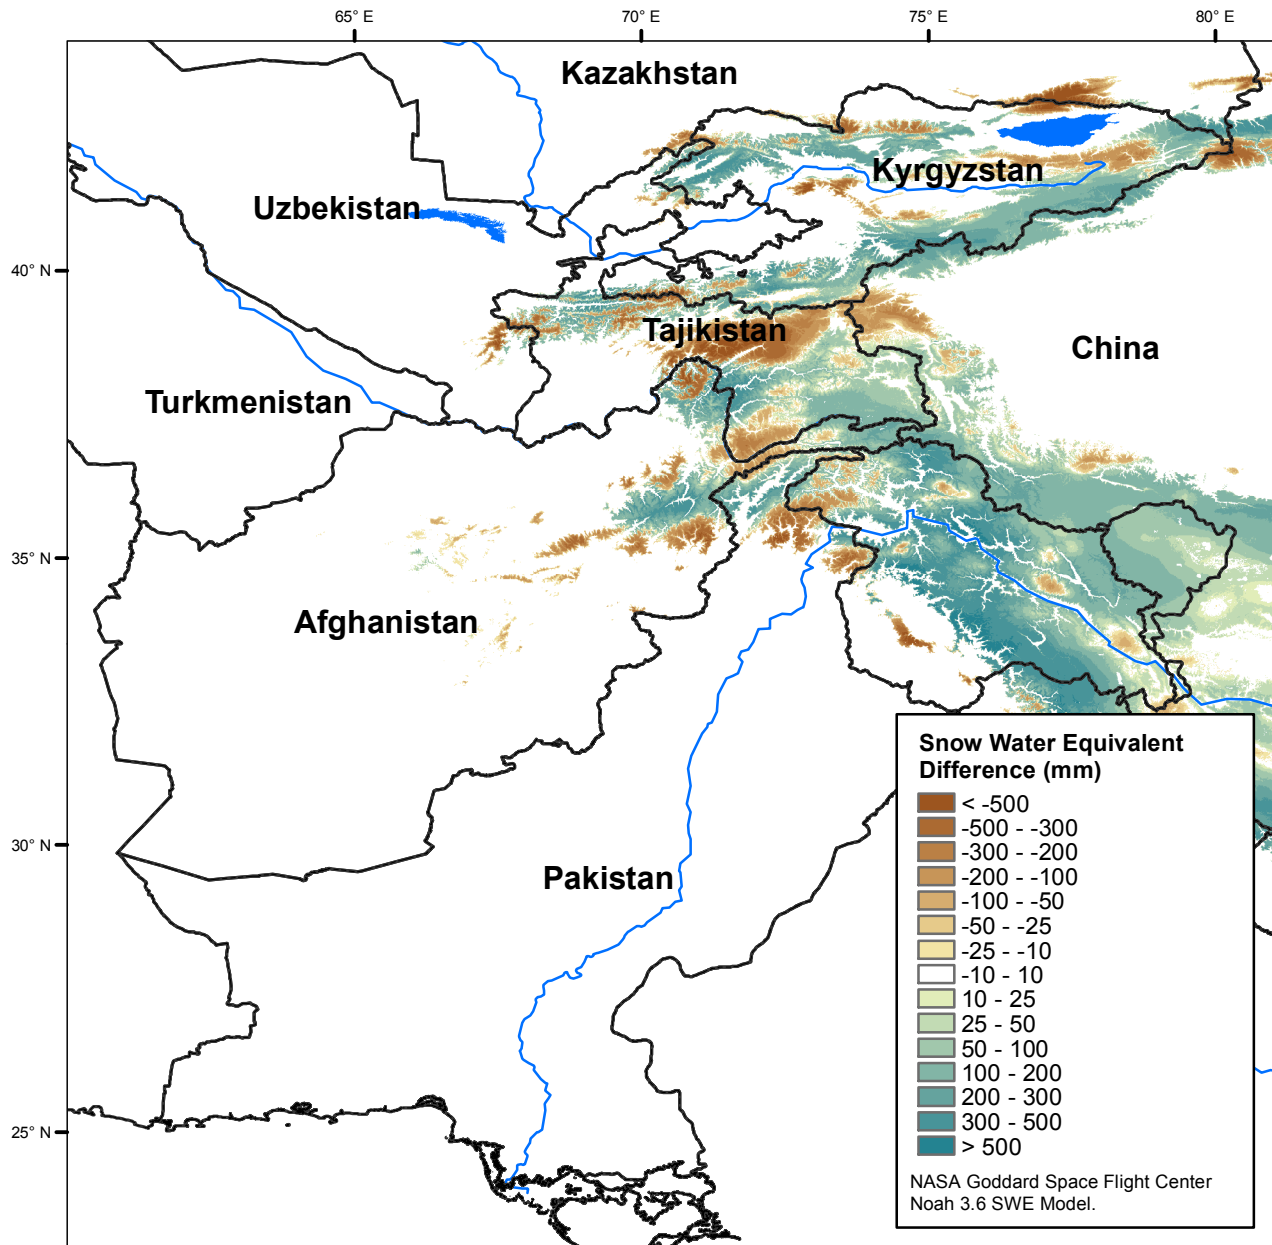 65° E
70° E
75° E
80° E
Kazakhstan
Kyrgyzstan
Uzbekistan
40° N
Tajikistan
China
Turkmenistan
35° N
Afghanistan
30° N
Pakistan
25° N
Snow Water Equivalent
Difference (mm)
< -500
-500 - -300
-300 - -200
-200 - -100
-100 - -50
-50 - -25
-25 - -10
-10 - 10
10 - 25
25 - 50
50 - 100
100 - 200
200 - 300
300 - 500
> 500
NASA Goddard Space Flight Center
Noah 3.6 SWE Model.